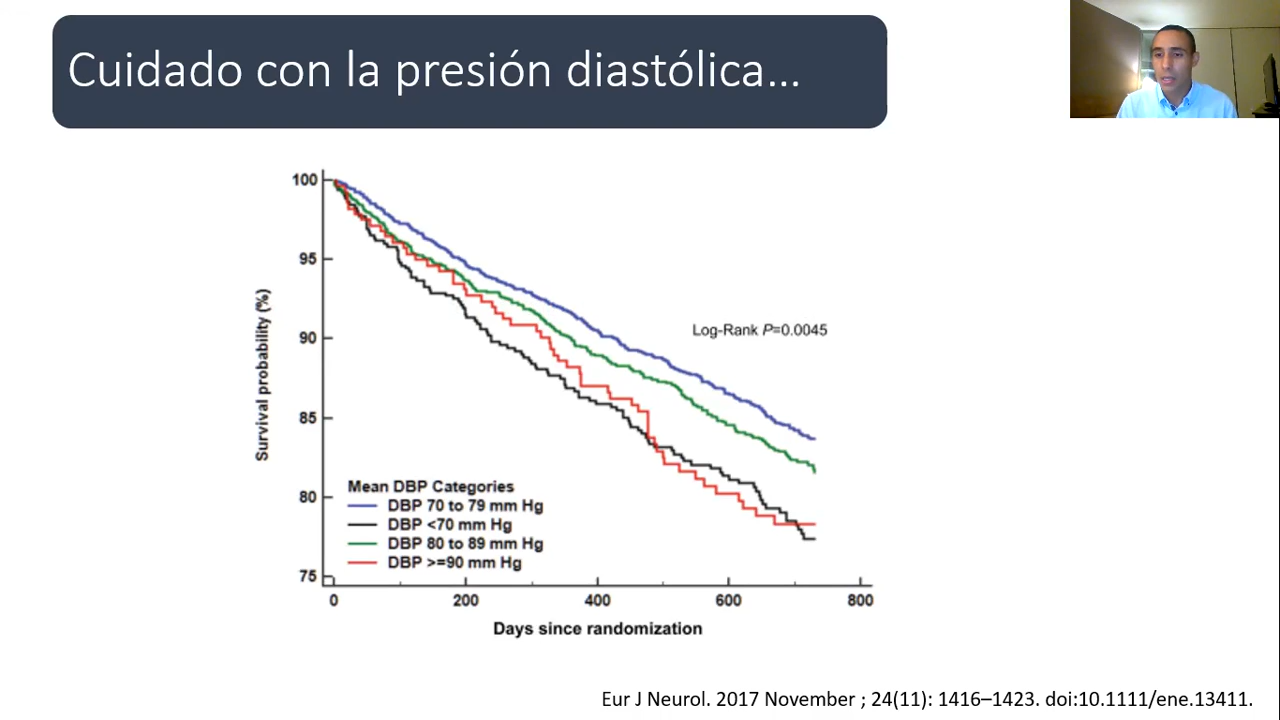 Cuidado con la presión diastólica...
100
95
90
85
80
75
Survival probability (%)
Log-Rank P=0.0045
Mean DBP Categories
DBP 70 to 79 mm Hg
DBP <70 mm Hg
DBP 80 to 89 mm Hg
DBP >=90 mm Hg
0 200 400 600 800
Days since randomization
Eur J Neurol. 2017 November ; 24(11): 1416–1423. doi:10.1111/ene.13411.